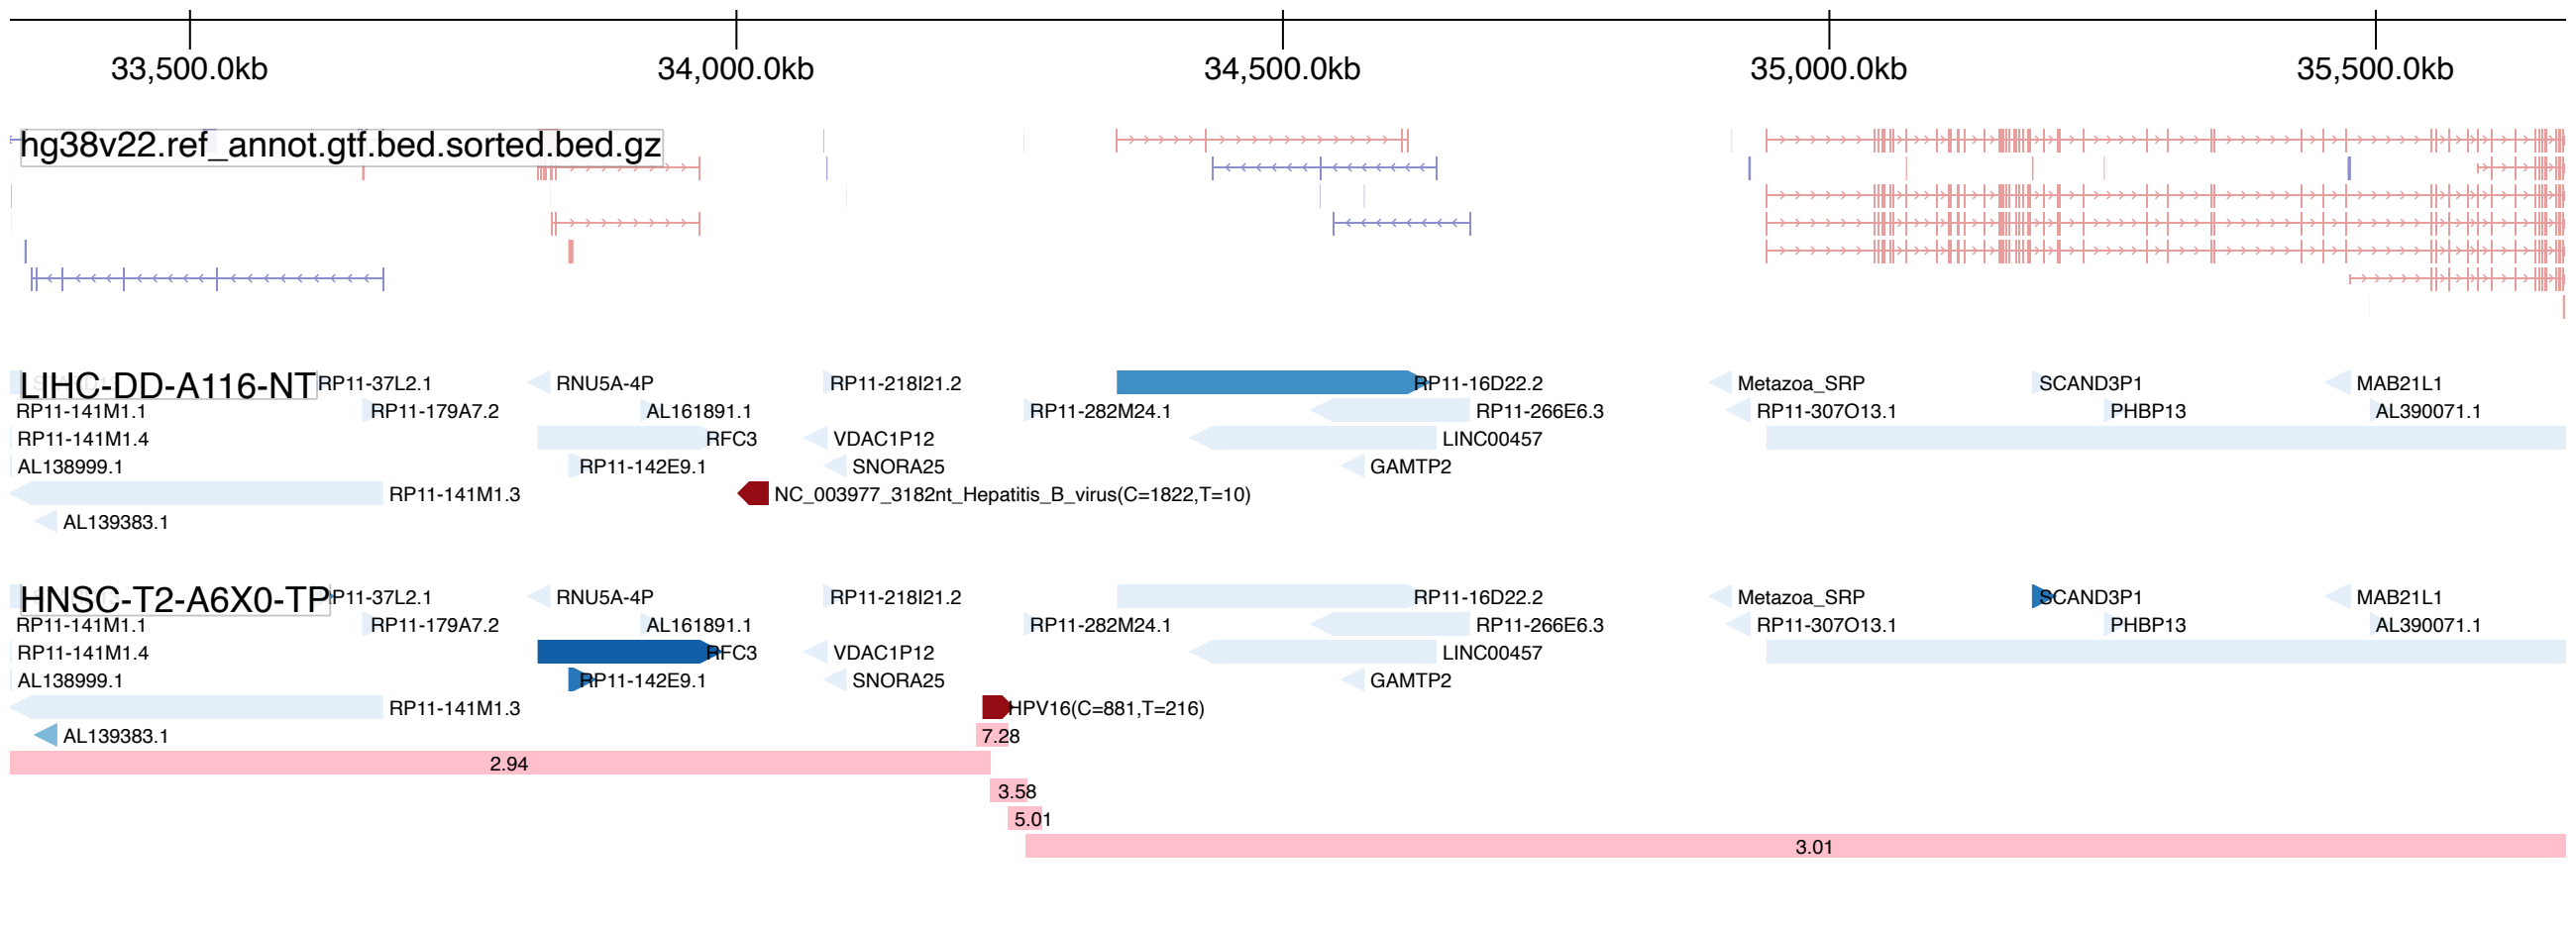 33,500.0kb 34,000.0kb 34,500.0kb 35,000.0kb 35,500.0kb
hg38v22.ref_annot.gtf.bed.sorted.bed.gz
LIHC-DD-A116-NT RP11-37L2.1 RNU5A-4P RP11-218I21.2 RP11-16D22.2 Metazoa_SRP SCAND3P1 MAB21L1
RP11-141M1.1 RP11-179A7.2 AL161891.1 RP11-282M24.1 RP11-266E6.3 RP11-307O13.1 PHBP13 AL390071.1
RP11-141M1.4 RFC3 VDAC1P12 LINC00457
AL138999.1 RP11-142E9.1 SNORA25 GAMTP2
RP11-141M1.3 NC_003977_3182nt_Hepatitis_B_virus(C=1822,T=10)
AL139383.1
HNSC-T2-A6X0-TP P11-37L2.1 RNU5A-4P RP11-218I21.2 RP11-16D22.2 Metazoa_SRP SCAND3P1 MAB21L1
RP11-141M1.1 RP11-179A7.2 AL161891.1 RP11-282M24.1 RP11-266E6.3 RP11-307O13.1 PHBP13 AL390071.1
RP11-141M1.4 RFC3 VDAC1P12 LINC00457
AL138999.1 RP11-142E9.1 SNORA25 GAMTP2
RP11-141M1.3 HPV16(C=881,T=216)
AL139383.1 7.28
2.94
3.58
5.01
3.01